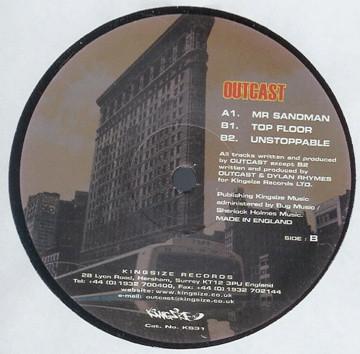 OUTCAST
A1. MR SANDMAN
B1. TOP FLOOR
B2. UNSTOPPABLE
All tracks written and produced
by OUTCAST except B2
written and produced by
OUTCAST & DYLAN RHYMES
for Kingsize Records LTD.
Publishing Kingsize Music
administered by Bug Music /
Sherlock Holmes Music.
MADE IN ENGLAND
SIDE : B
KINGSIZE RECORDS
28 Lyon Road, Hersham, Surrey KT12 3PU England
Tel: +44 (0) 1932 700400, Fax: +44 (0) 1932 792144
website: www.kingsize.co.uk
e-mail: outcast@kingsize.co.uk
KINGSIZE
Cat. No. KS31